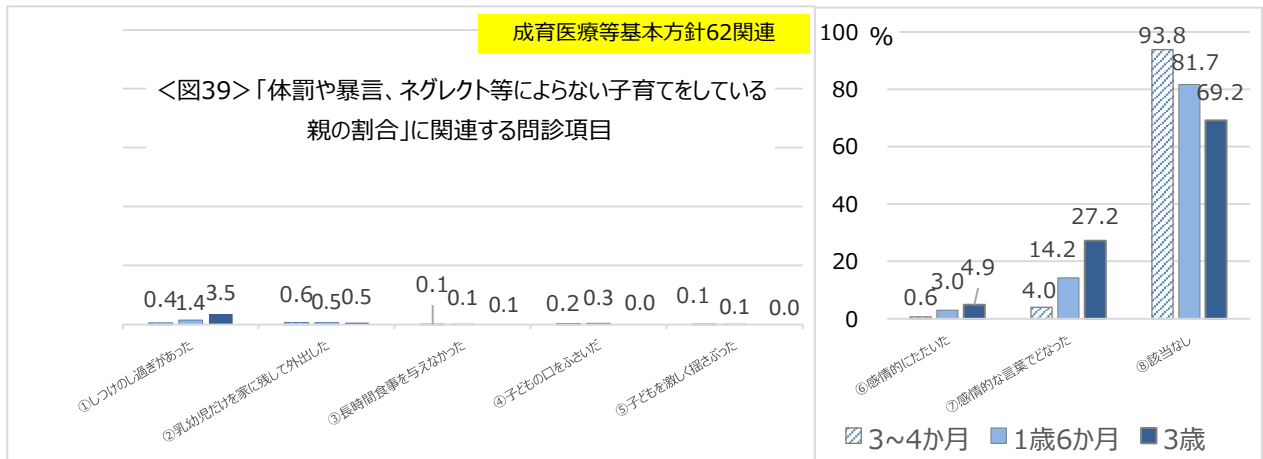 成育医療等基本方針62関連
＜図39＞「体罰や暴言、ネグレクト等によらない子育てをしている
親の割合」に関連する問診項目
0.4 1.4 3.5
0.6 0.5 0.5
0.1 0.1 0.1
0.2 0.3 0.0
0.1 0.1 0.0
①しつけのし過ぎがあった
②乳幼児だけを家に残して外出した
③長時間食事を与えなかった
④子どもの口をふさいだ
⑤子どもを激しく揺さぶった
100 %
80
60
40
20
0
0.6 3.0 4.9
4.0 14.2 27.2
93.8 81.7 69.2
⑥感情的にたたいた
⑦感情的な言葉でどなった
⑧該当なし
3~4か月 1歳6か月 3歳